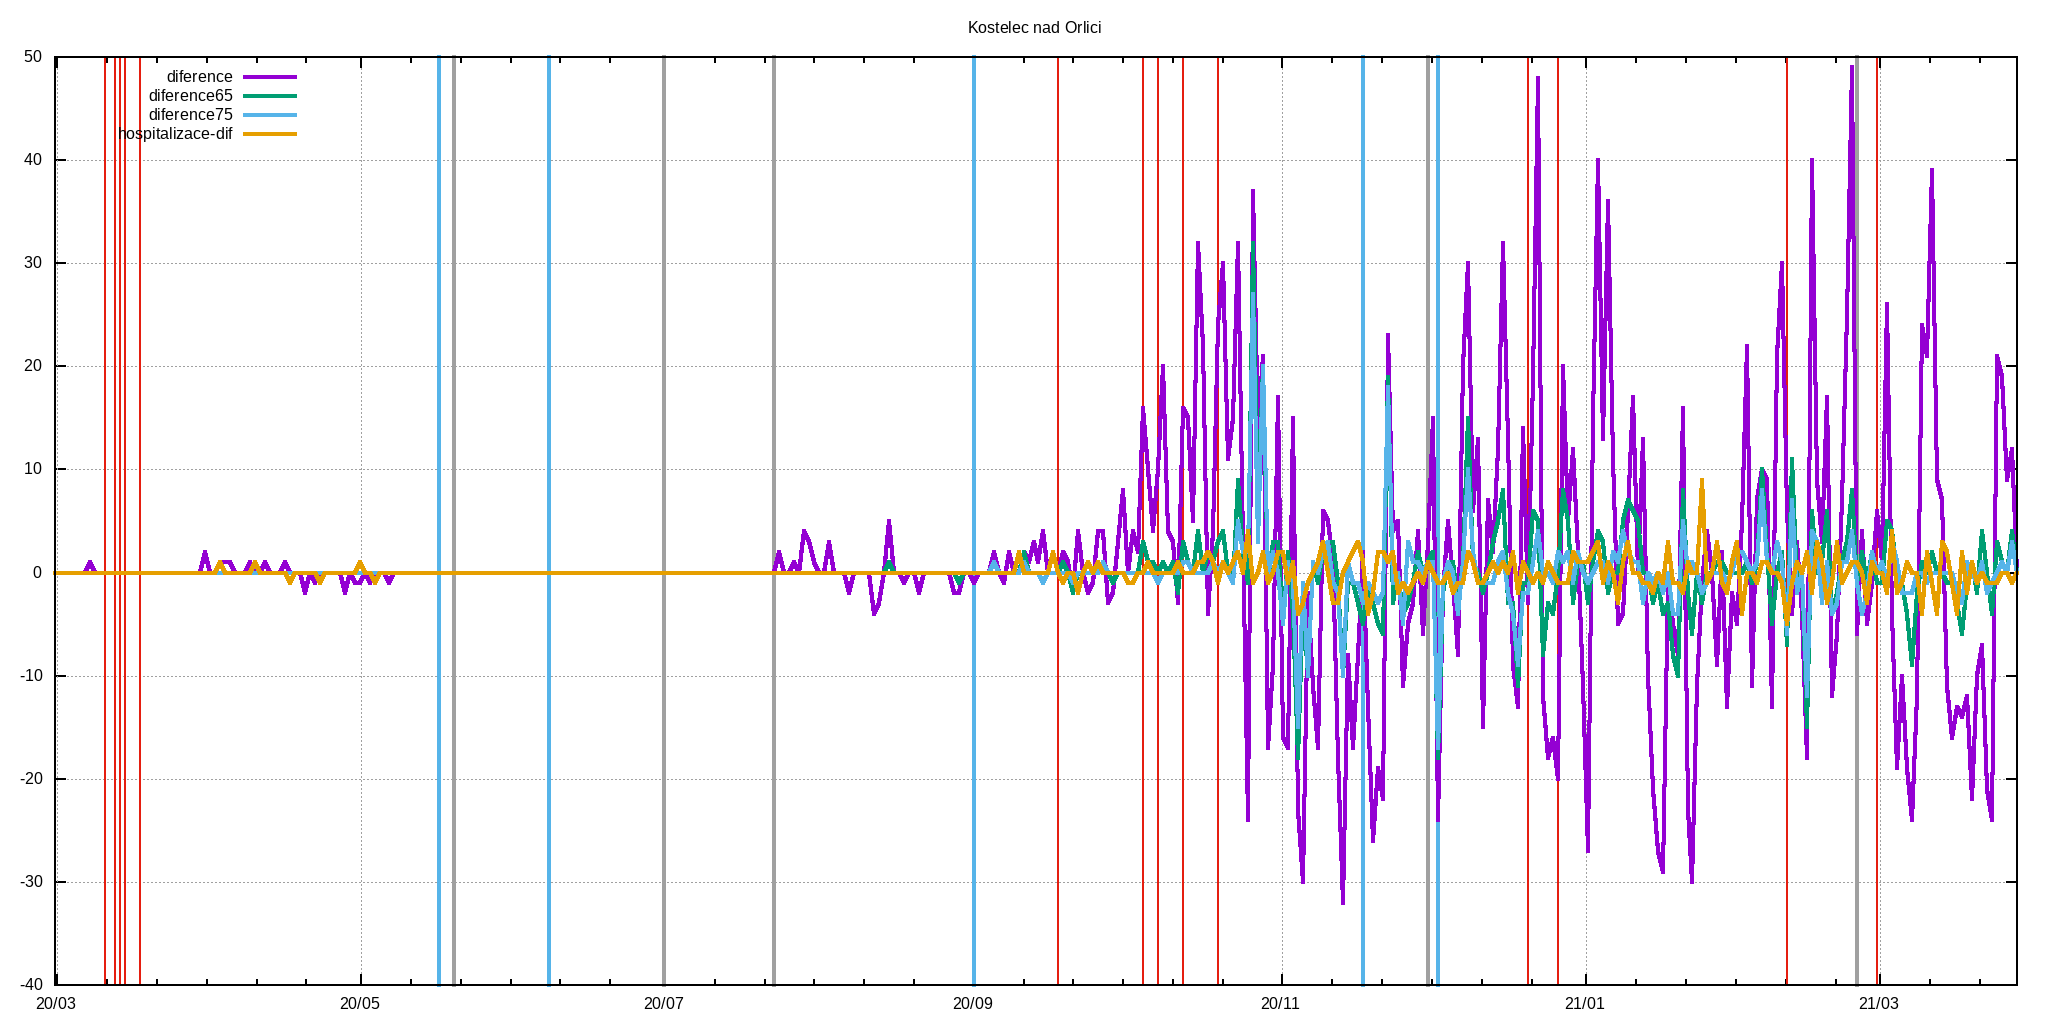 Kostelec nad Orlici
50
40
30
20
10
0
-10
-20
-30
-40
diference
diference65
diference75
hospitalizace-dif
20/03 20/05 20/07 20/09 20/11 21/01 21/03